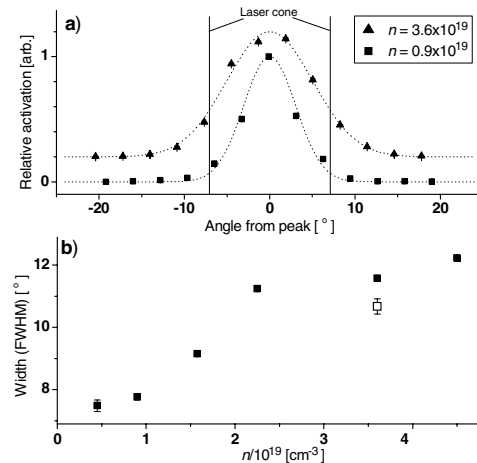 Laser cone
a)
n = 3.6x10^19
n = 0.9x10^19
Relative activation [arb.]
1
0
-20 -10 0 10 20
Angle from peak [ ° ]
b)
Width (FWHM) [ ° ]
12
10
8
0 1 2 3 4
n/10^19 [cm^-3]